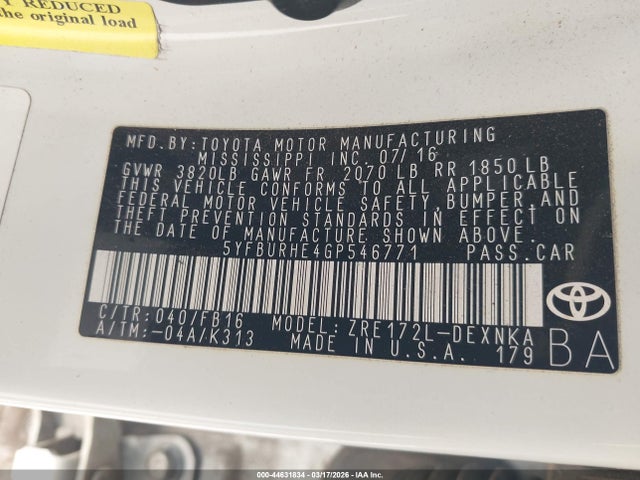 Y REDUCED
the original load
MFD.BY:TOYOTA MOTOR MANUFACTURING
MISSISSIPPI INC. 07/16
GVWR 3820LB GAWR FR 2070 LB RR 1850 LB
THIS VEHICLE CONFORMS TO ALL APPLICABLE
FEDERAL MOTOR VEHICLE SAFETY, BUMPER, AND
THEFT PREVENTION STANDARDS IN EFFECT ON
THE DATE OF MANUFACTURE SHOWN ABOVE.
5YFBURHE4GP546771 PASS.CAR
C/TR:040/FB16 MODEL: ZRE172L-DEXNKA
A/TM:-04A/K313 MADE IN U.S.A. 179
TOYOTA
BA
000-44631834 | 03/17/2026 | IAA Inc.